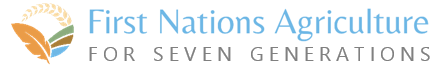 First Nations Agriculture
FOR SEVEN GENERATIONS